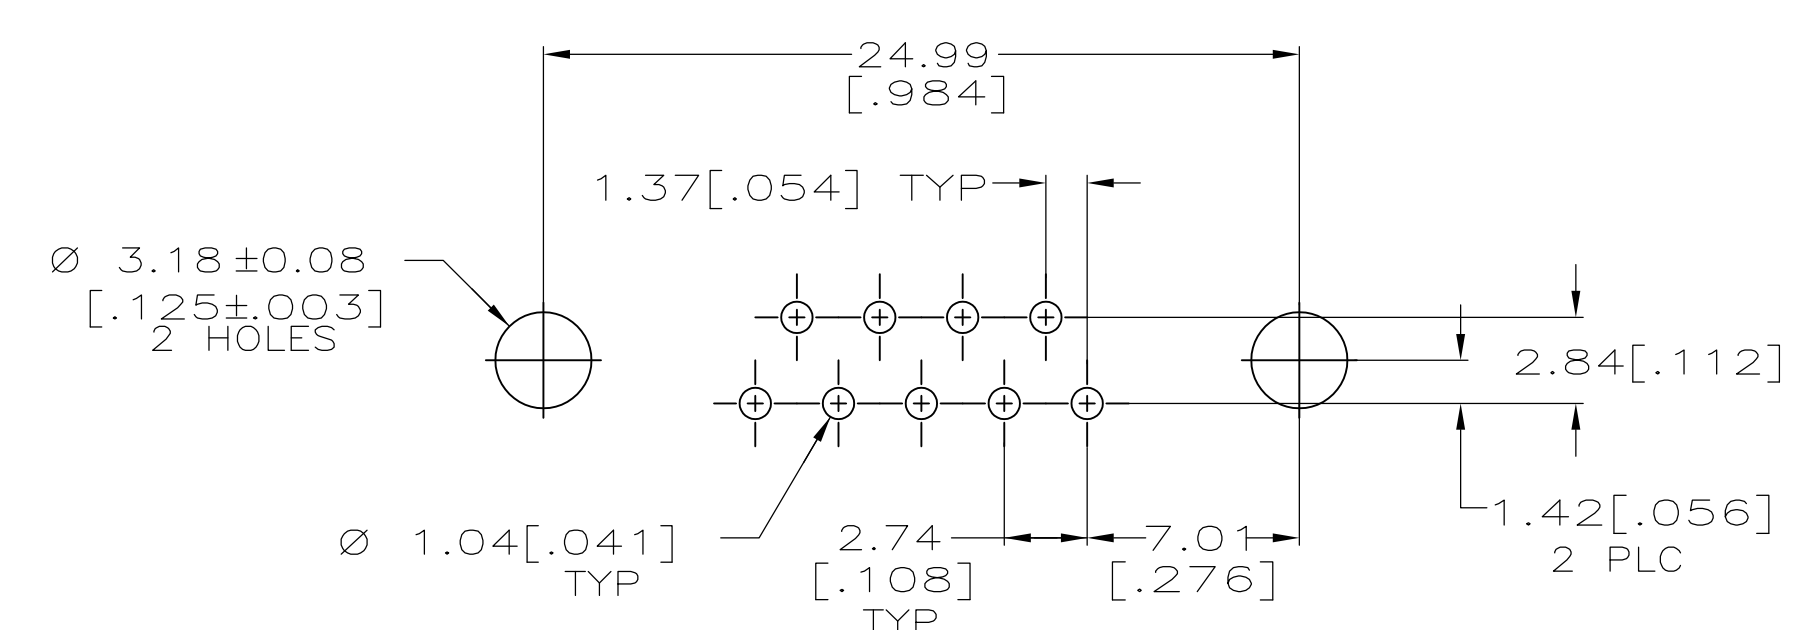 24.99
[.984]
1.37[.054] TYP
Ø 3.18±0.08
[.125±.003]
2 HOLES
2.84[.112]
1.42[.056]
2 PLC
Ø 1.04[.041]
TYP
2.74
[.108]
TYP
7.01
[.276]